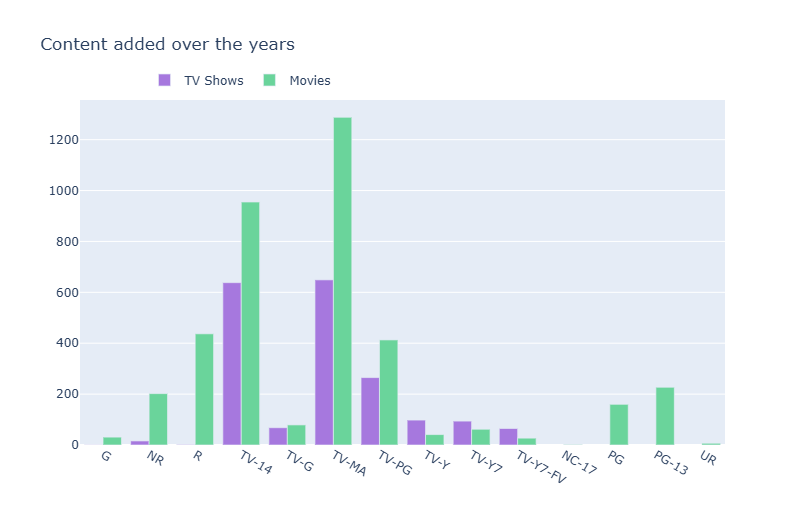 Content added over the years
TV Shows
Movies
1200
1000
800
600
400
200
0
G
NR
R
TV-14
TV-G
TV-MA
TV-PG
TV-Y
TV-Y7
TV-Y7-FV
NC-17
PG
PG-13
UR